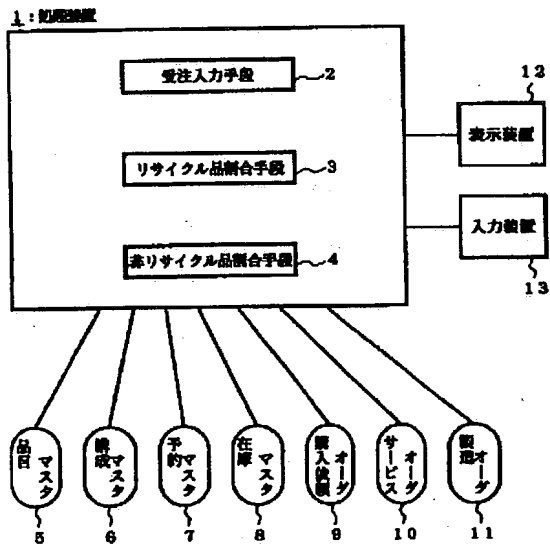 1：処理装置
受注入力手段
2
リサイクル品割合手段
3
非リサイクル品割合手段
4
12
表示装置
入力装置
13
品目マスタ
構成マスタ
予約マスタ
在庫マスタ
購入依頼オーダ
サービスオーダ
製造オーダ
5
6
7
8
9
10
11